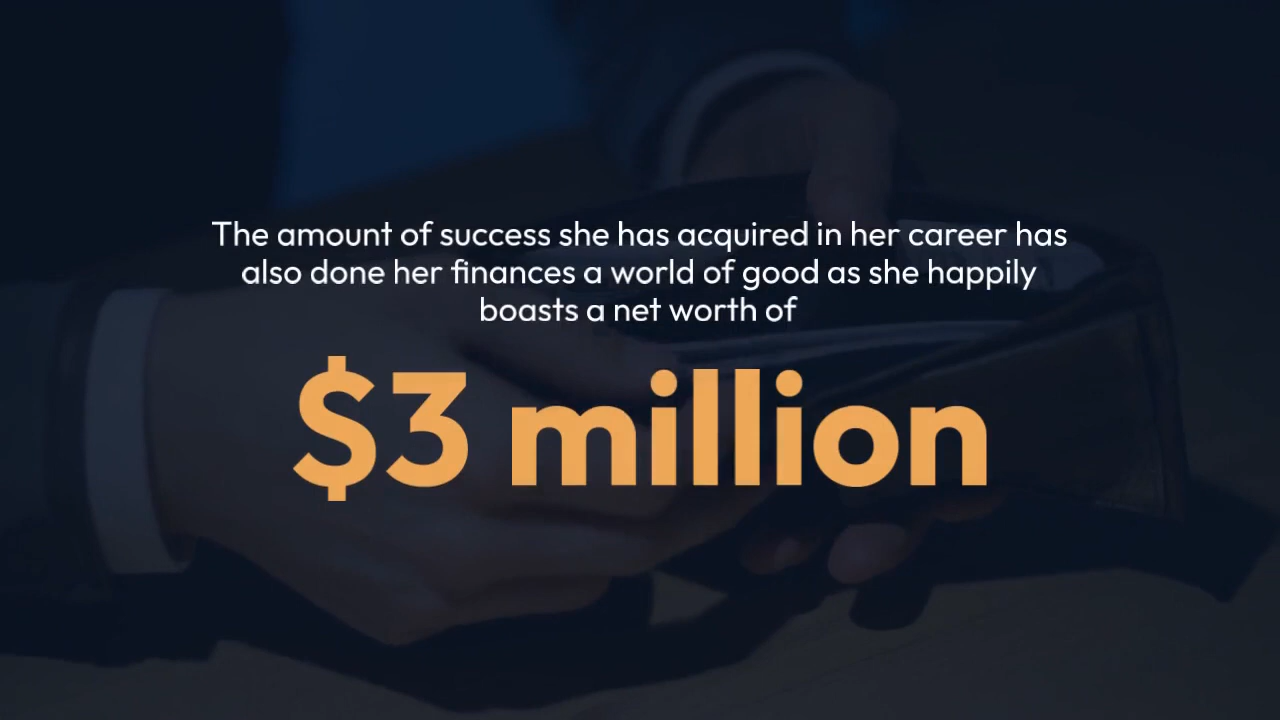 The amount of success she has acquired in her career has
also done her finances a world of good as she happily
boasts a net worth of
$3 million